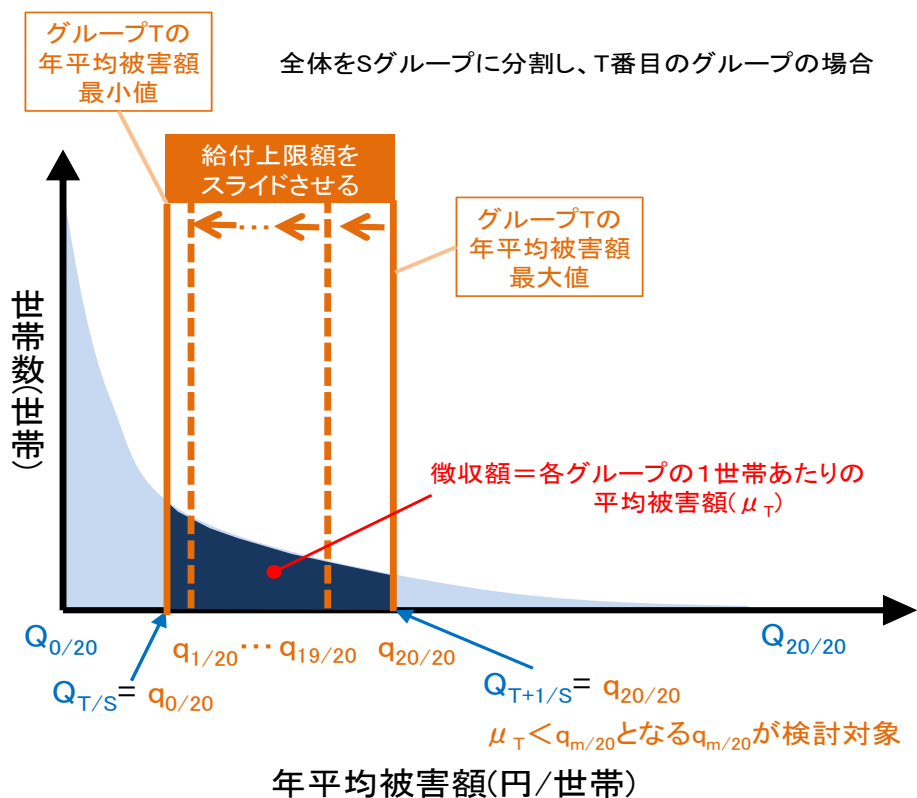 グループTの
年平均被害額
最小値
全体をSグループに分割し、T番目のグループの場合
給付上限額を
スライドさせる
グループTの
年平均被害額
最大値
世帯数(世帯)
徴収額＝各グループの１世帯あたりの
平均被害額(μT)
Q0/20
q1/20…q19/20
q20/20
Q20/20
QT/S= q0/20
QT+1/S= q20/20
μT＜qm/20となるqm/20が検討対象
年平均被害額(円/世帯)